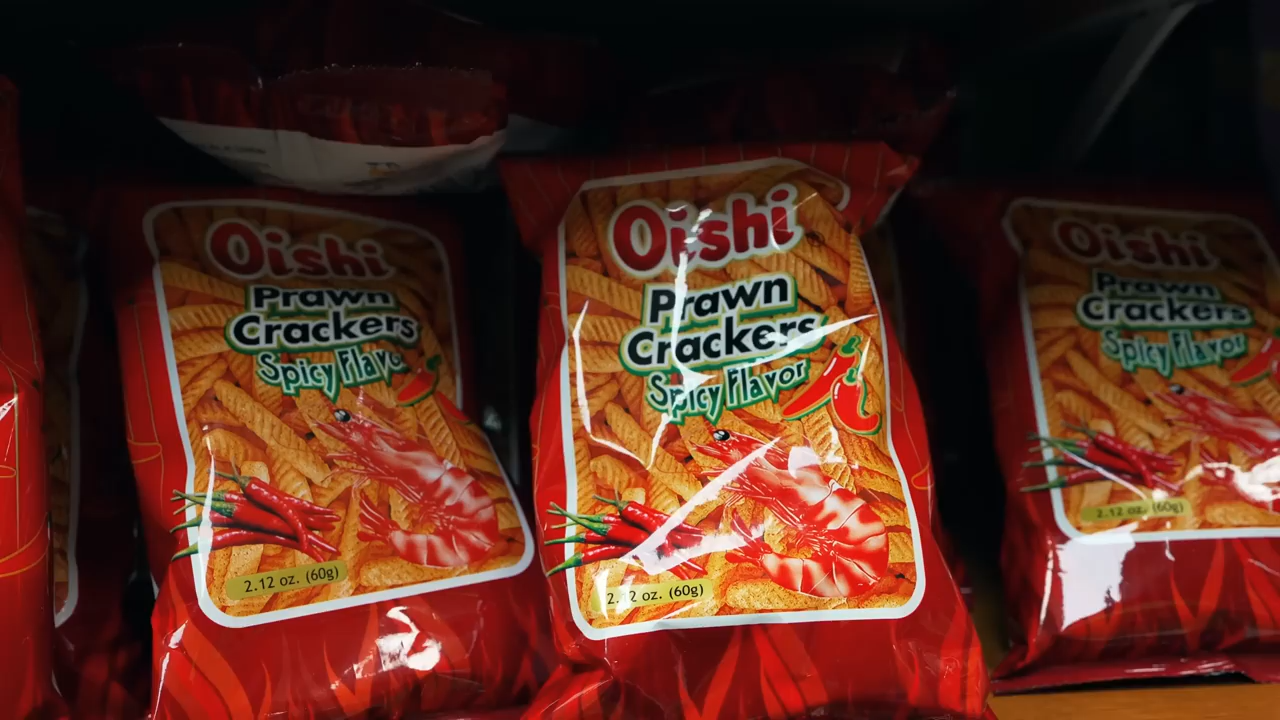 Oishi
Prawn
Crackers
Spicy Flavor
2.12 oz. (60g)
Oishi
Prawn
Crackers
Spicy Flavor
2.12 oz. (60g)
Oishi
Prawn
Crackers
Spicy Flavor
2.12 oz. (60g)